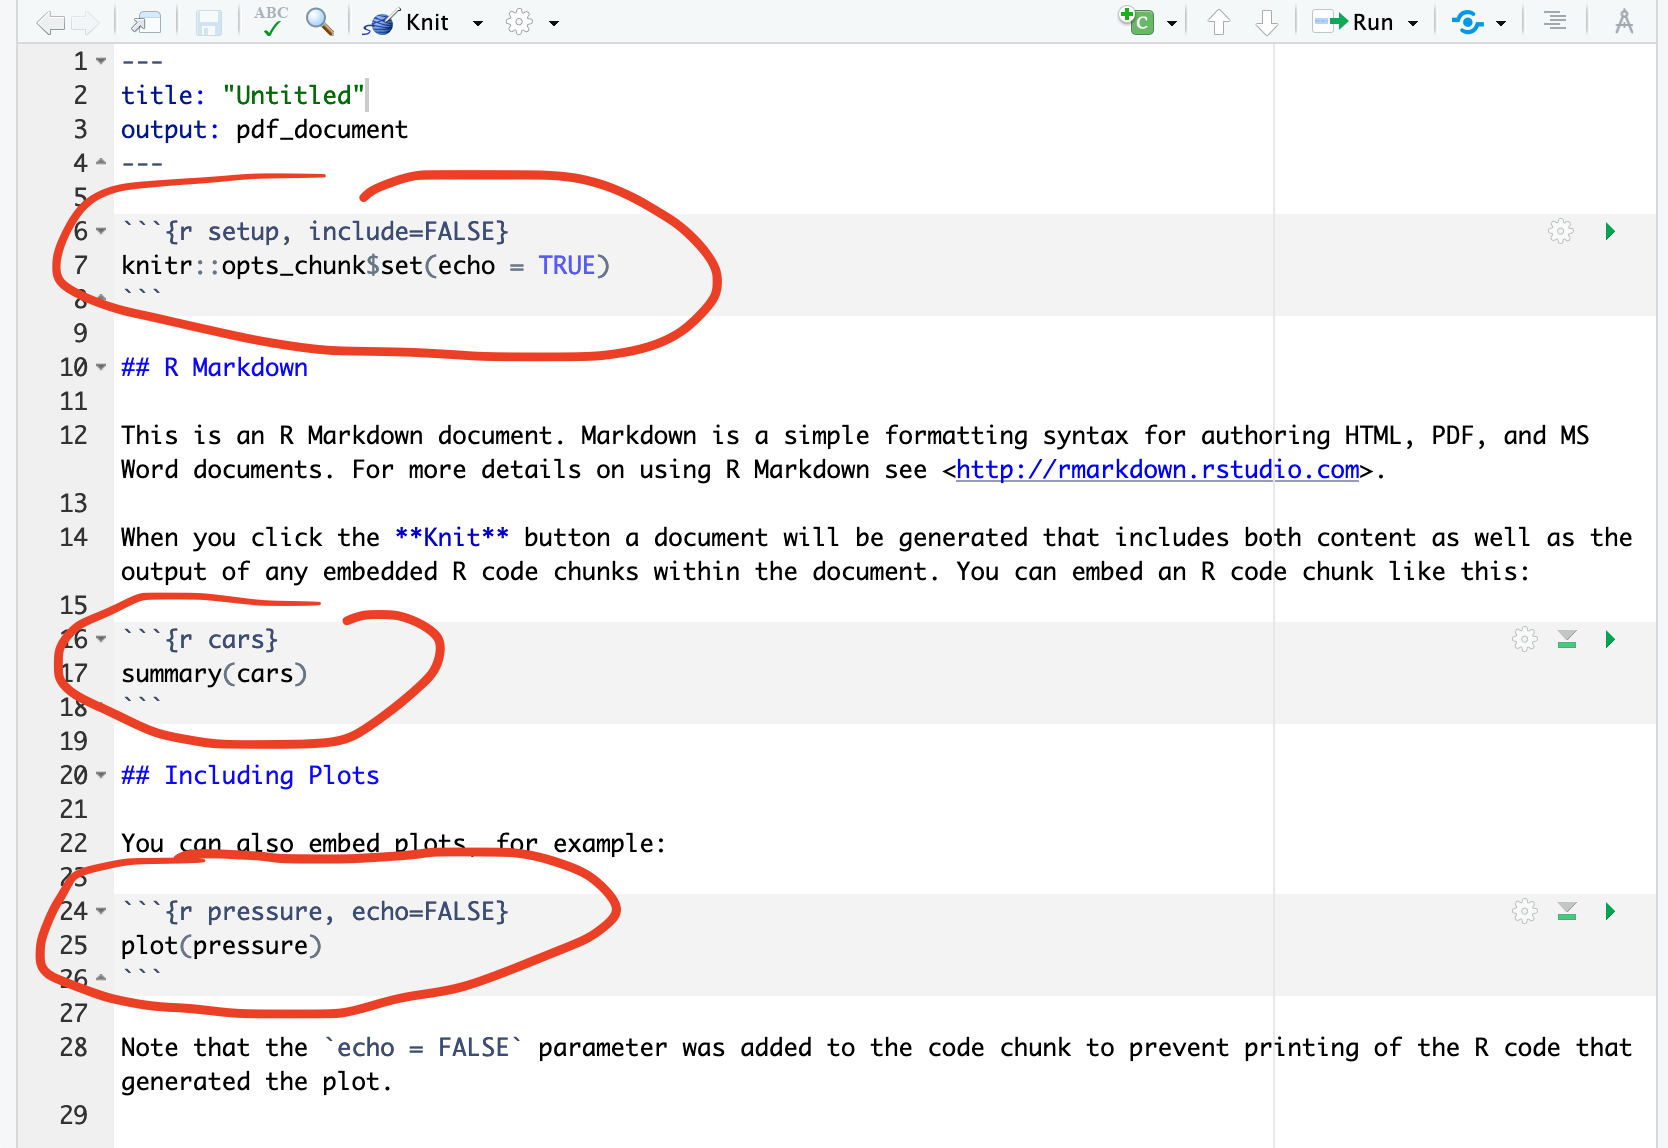 ABC Knit C Run
1 ---
2 title: "Untitled"
3 output: pdf_document
4 ---
5
6 ```{r setup, include=FALSE}
7 knitr::opts_chunk$set(echo = TRUE)
8 ```
9
10 ## R Markdown
11
12 This is an R Markdown document. Markdown is a simple formatting syntax for authoring HTML, PDF, and MS
Word documents. For more details on using R Markdown see <http://rmarkdown.rstudio.com>.
13
14 When you click the **Knit** button a document will be generated that includes both content as well as the
output of any embedded R code chunks within the document. You can embed an R code chunk like this:
15
16 ```{r cars}
17 summary(cars)
18 ```
19
20 ## Including Plots
21
22 You can also embed plots, for example:
23
24 ```{r pressure, echo=FALSE}
25 plot(pressure)
26 ```
27
28 Note that the `echo = FALSE` parameter was added to the code chunk to prevent printing of the R code that
generated the plot.
29